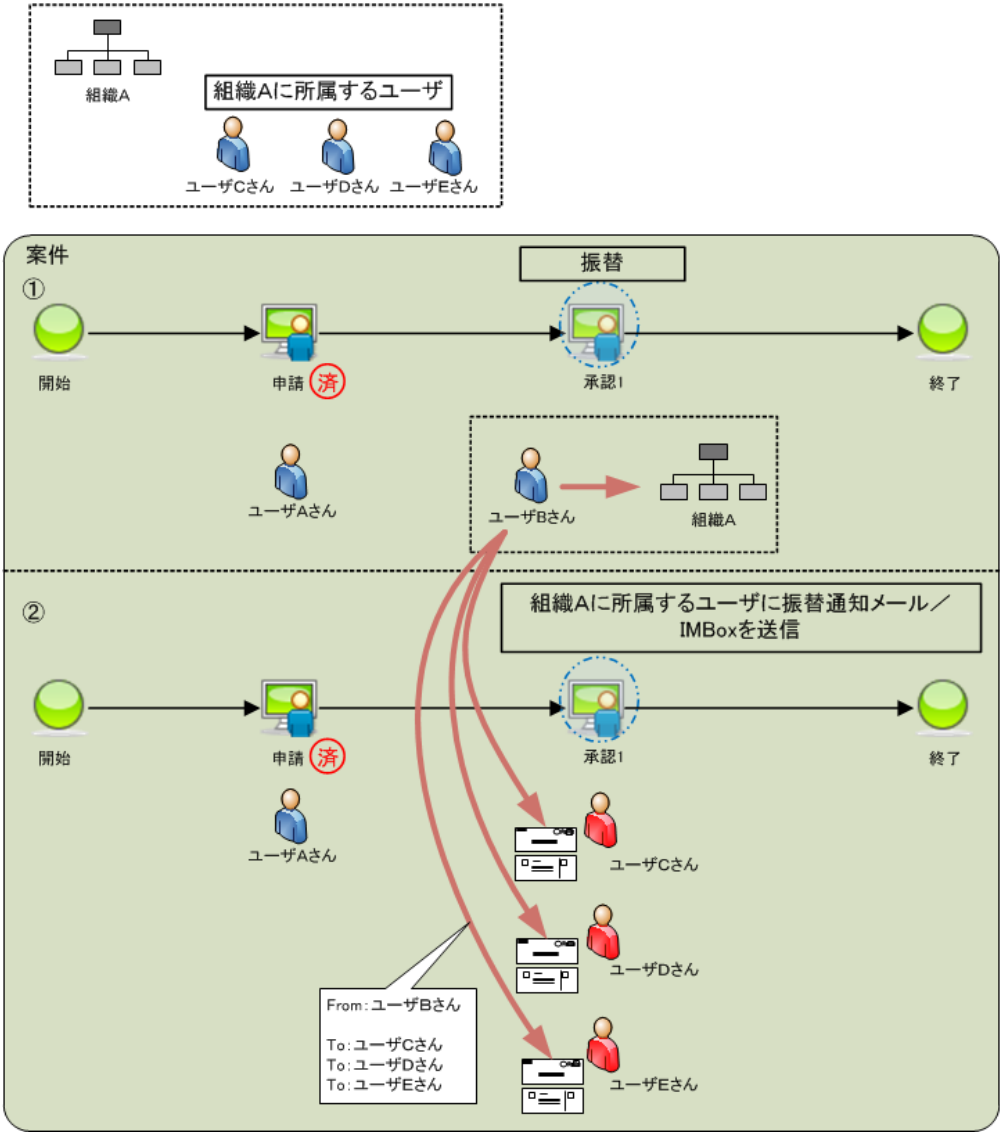 組織A
組織Aに所属するユーザ
ユーザCさん
ユーザDさん
ユーザEさん
案件
①
振替
開始
申請
済
承認1
終了
ユーザAさん
ユーザBさん
組織A
②
組織Aに所属するユーザに振替通知メール／
IMBoxを送信
開始
申請
済
承認1
終了
ユーザAさん
ユーザCさん
ユーザDさん
From:ユーザBさん
To:ユーザCさん
To:ユーザDさん
To:ユーザEさん
ユーザEさん